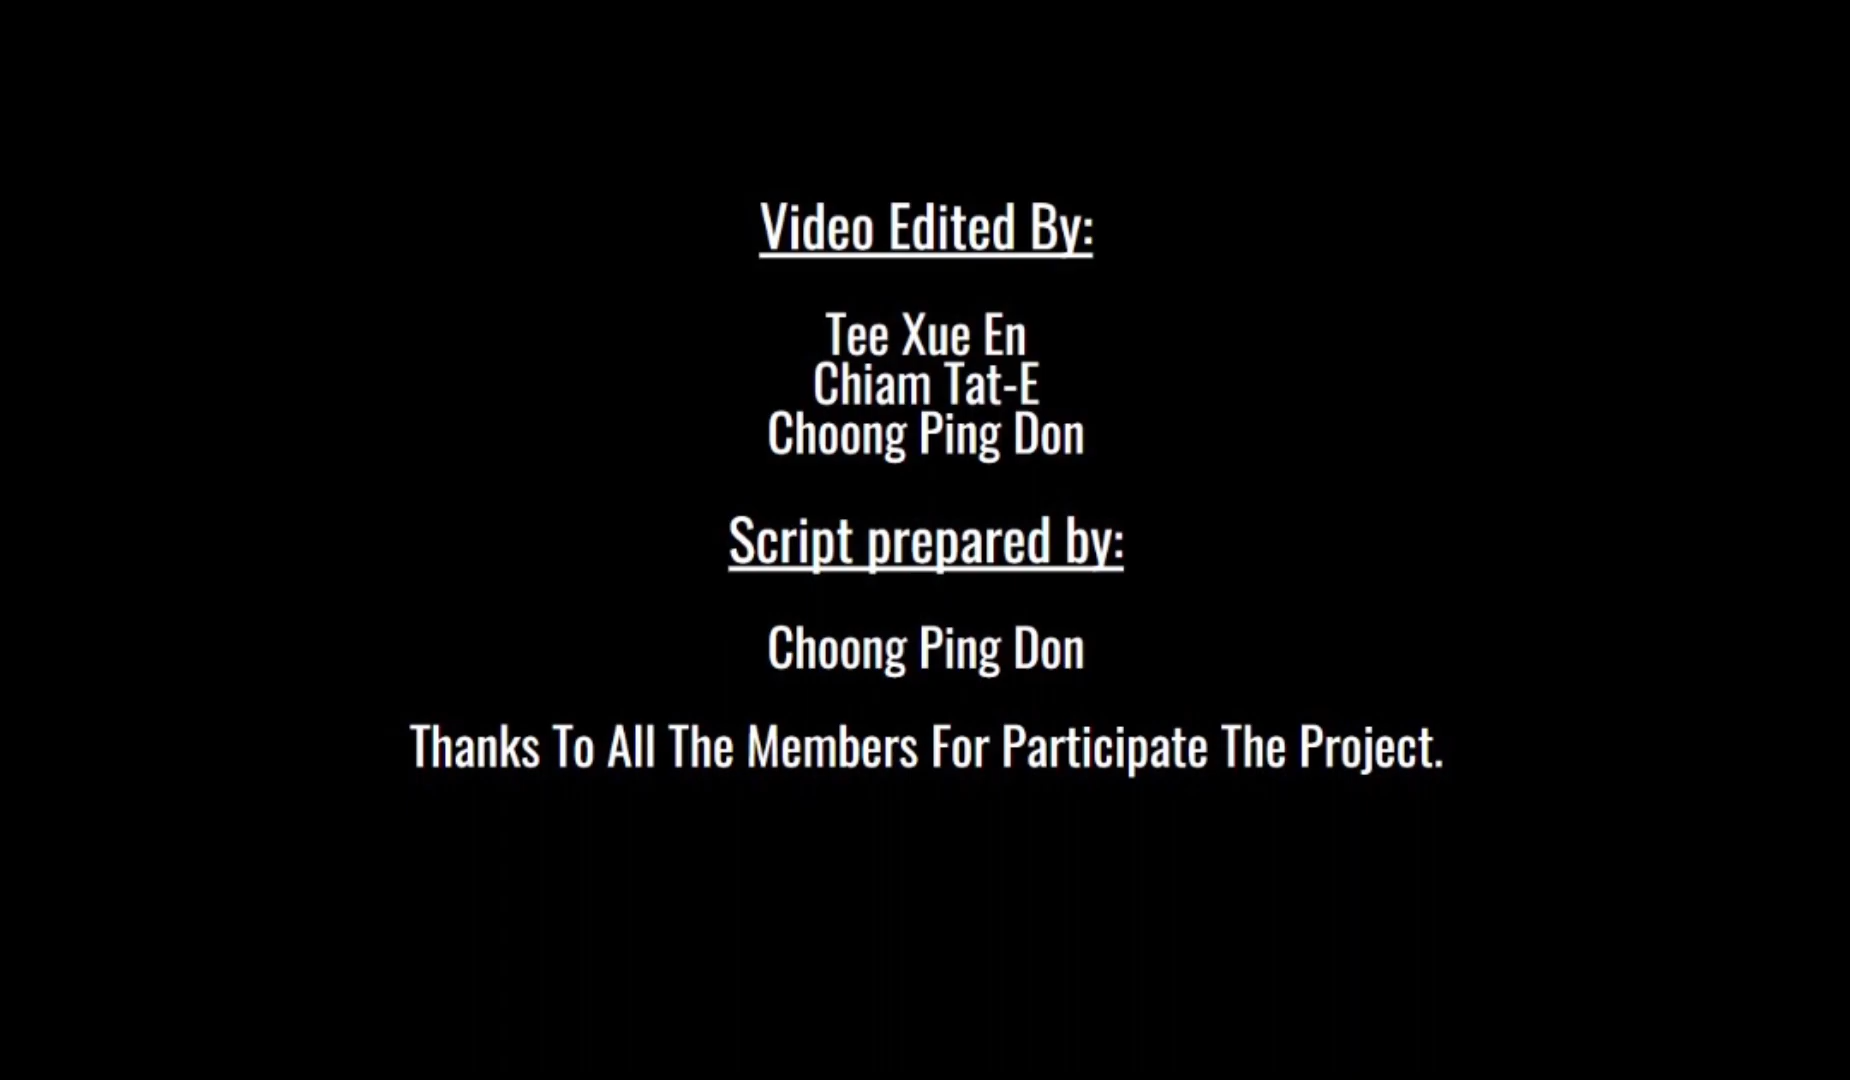 Video Edited By:
Tee Xue En
Chiam Tat-E
Choong Ping Don
Script prepared by:
Choong Ping Don
Thanks To All The Members For Participate The Project.